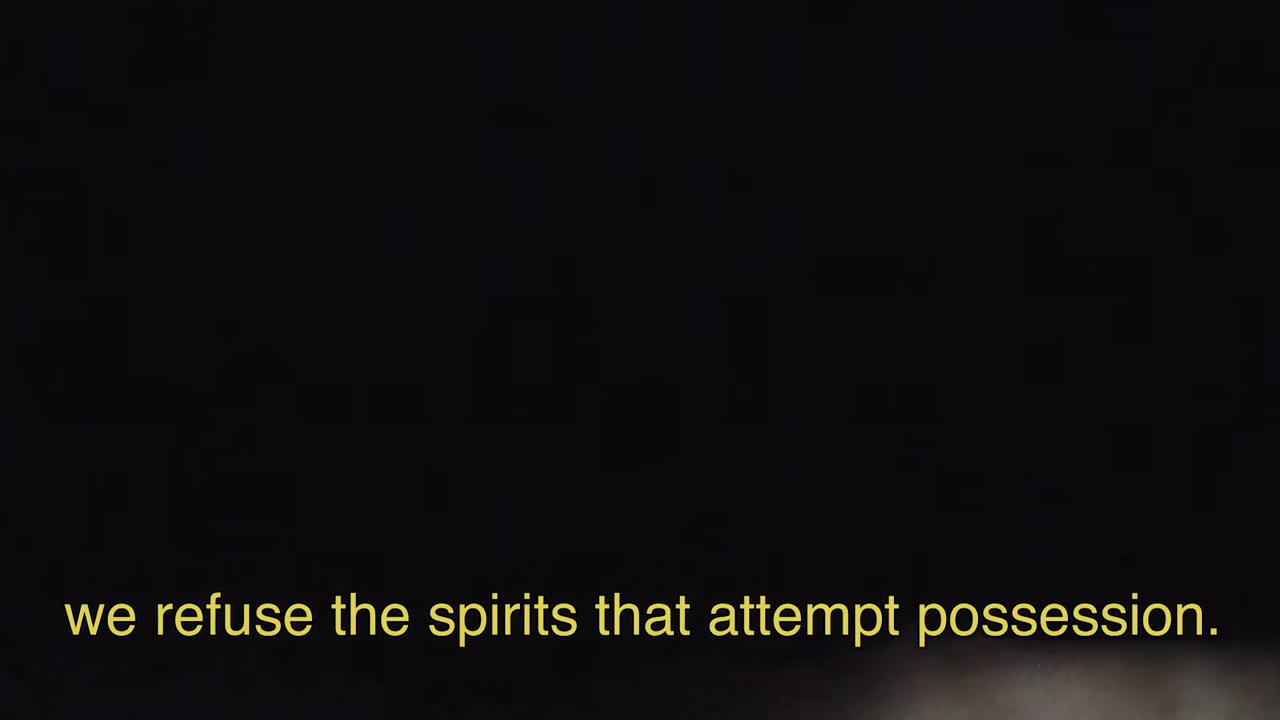 we refuse the spirits that attempt possession.